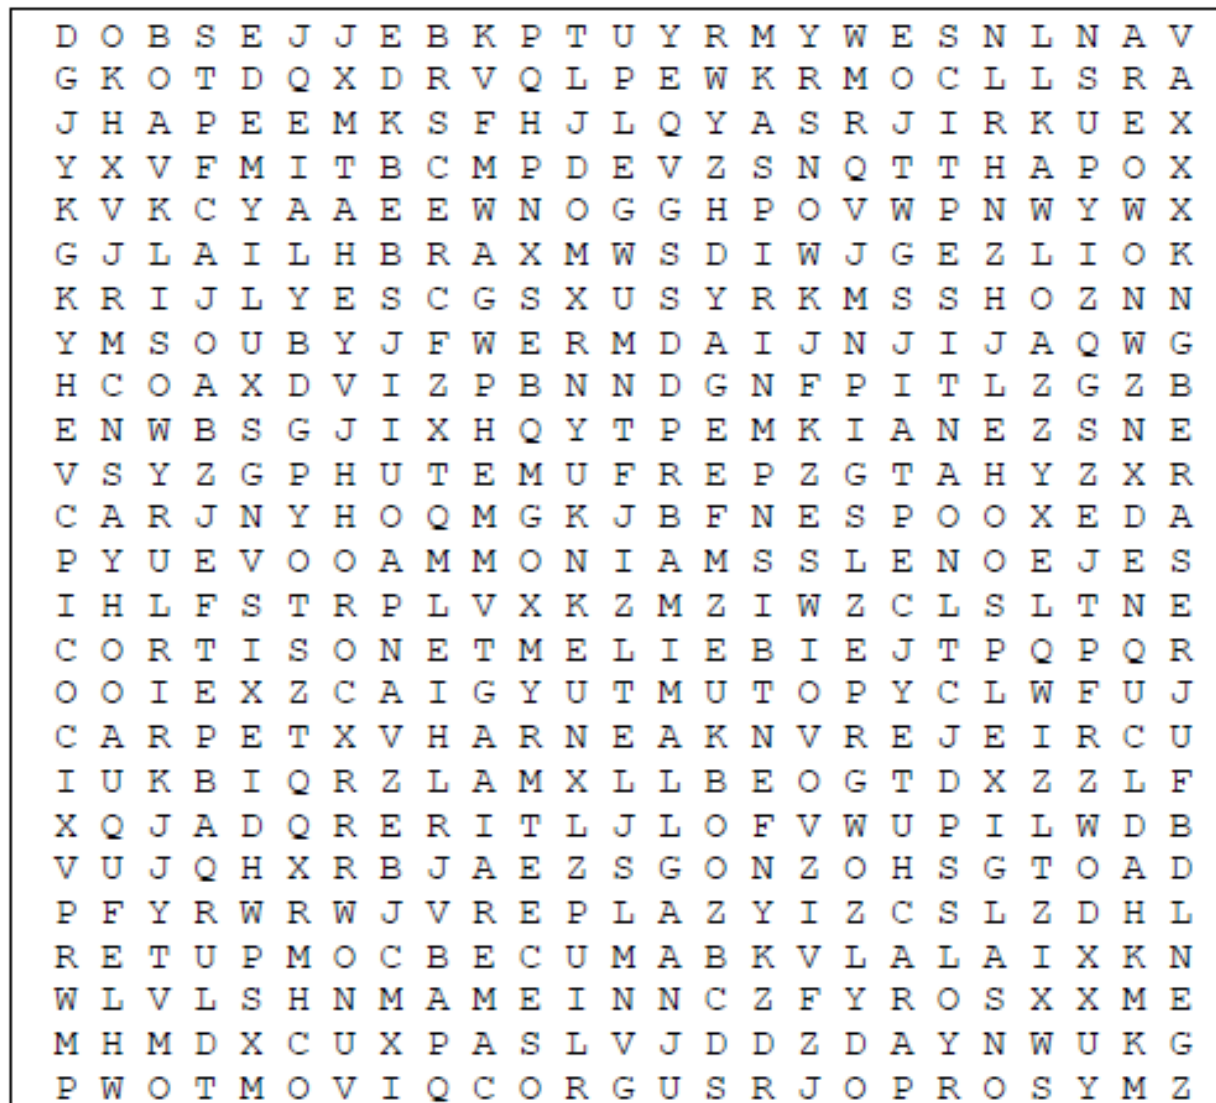 D O B S E J J E B K P T U Y R M Y W E S N L N A V
G K O T D Q X D R V Q L P E W K R M O C L L S R A
J H A P E E M K S F H J L Q Y A S R J I R K U E X
Y X V F M I T B C M P D E V Z S N Q T T H A P O X
K V K C Y A A E E W N O G G H P O V W P N W Y W X
G J L A I L H B R A X M W S D I W J G E Z L I O K
K R I J L Y E S C G S X U S Y R K M S S H O Z N N
Y M S O U B Y J F W E R M D A I J N J I J A Q W G
H C O A X D V I Z P B N N D G N F P I T L Z G Z B
E N W B S G J I X H Q Y T P E M K I A N E Z S N E
V S Y Z G P H U T E M U F R E P Z G T A H Y Z X R
C A R J N Y H O Q M G K J B F N E S P O O X E D A
P Y U E V O O A M M O N I A M S S L E N O E J E S
I H L F S T R P L V X K Z M Z I W Z C L S L T N E
C O R T I S O N E T M E L I E B I E J T P Q P Q R
O O I E X Z C A I G Y U T M U T O P Y C L W F U J
C A R P E T X V H A R N E A K N V R E J E I R C U
I U K B I Q R Z L A M X L L B E O G T D X Z Z L F
X Q J A D Q R E R I T L J L O F V W U P I L W D B
V U J Q H X R B J A E Z S G O N Z O H S G T O A D
P F Y R W R W J V R E P L A Z Y I Z C S L Z D H L
R E T U P M O C B E C U M A B K V L A L A I X K N
W L V L S H N M A M E I N N C Z F Y R O S X X M E
M H M D X C U X P A S L V J D D Z D A Y N W U K G
P W O T M O V I Q C O R G U S R J O P R O S Y M Z